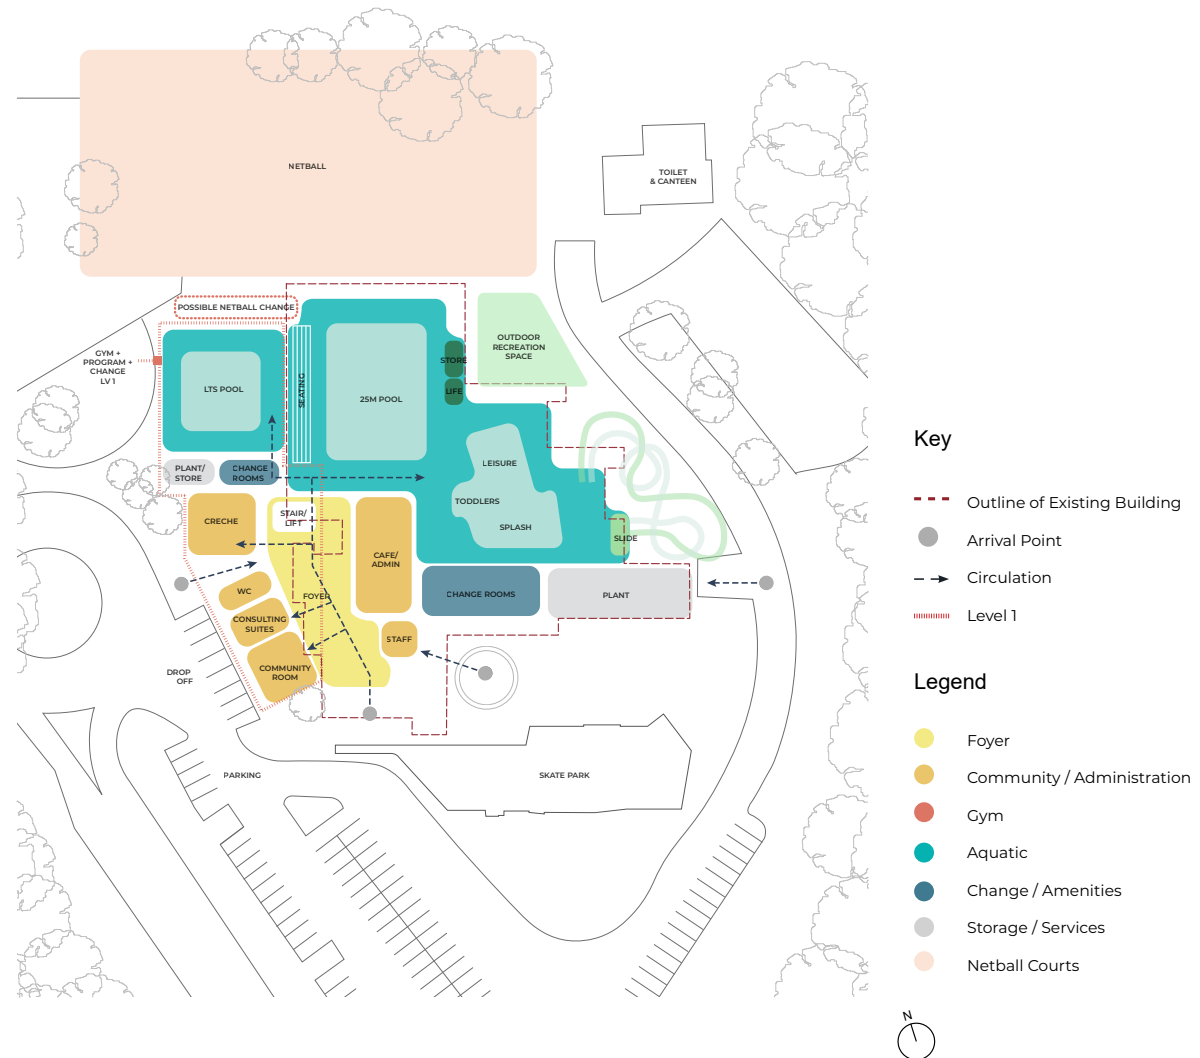 NETBALL
TOILET
& CANTEEN
POSSIBLE NETBALL CHANGE
GYM +
PROGRAM +
CHANGE
LV 1
LTS POOL
SEATING
25M POOL
STORE
LIFE
OUTDOOR
RECREATION
SPACE
PLANT/
STORE
CHANGE
ROOMS
LEISURE
TODDLERS
SPLASH
SLIDE
CRECHE
STAIR/
LIFT
CAFE/
ADMIN
WC
CONSULTING
SUITES
FOYER
CHANGE ROOMS
PLANT
STAFF
COMMUNITY
ROOM
DROP
OFF
PARKING
SKATE PARK
Key
Outline of Existing Building
Arrival Point
Circulation
Level 1
Legend
Foyer
Community / Administration
Gym
Aquatic
Change / Amenities
Storage / Services
Netball Courts
N